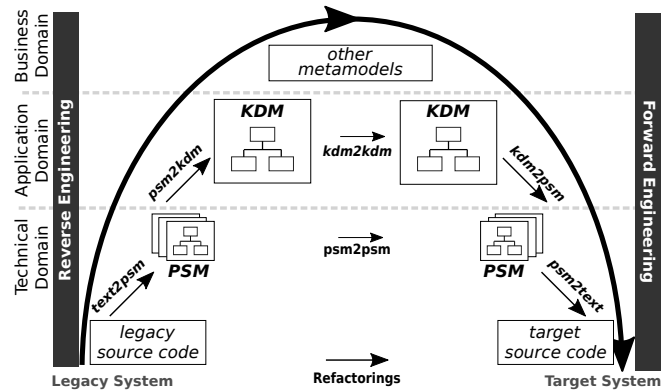 Business
Domain
other
metamodels
Application
Domain
KDM
KDM
psm2kdm
kdm2kdm
kdm2psm
Reverse Engineering
Forward Engineering
Technical
Domain
PSM
psm2psm
PSM
text2psm
psm2text
legacy
source code
target
source code
Refactorings
Legacy System
Target System